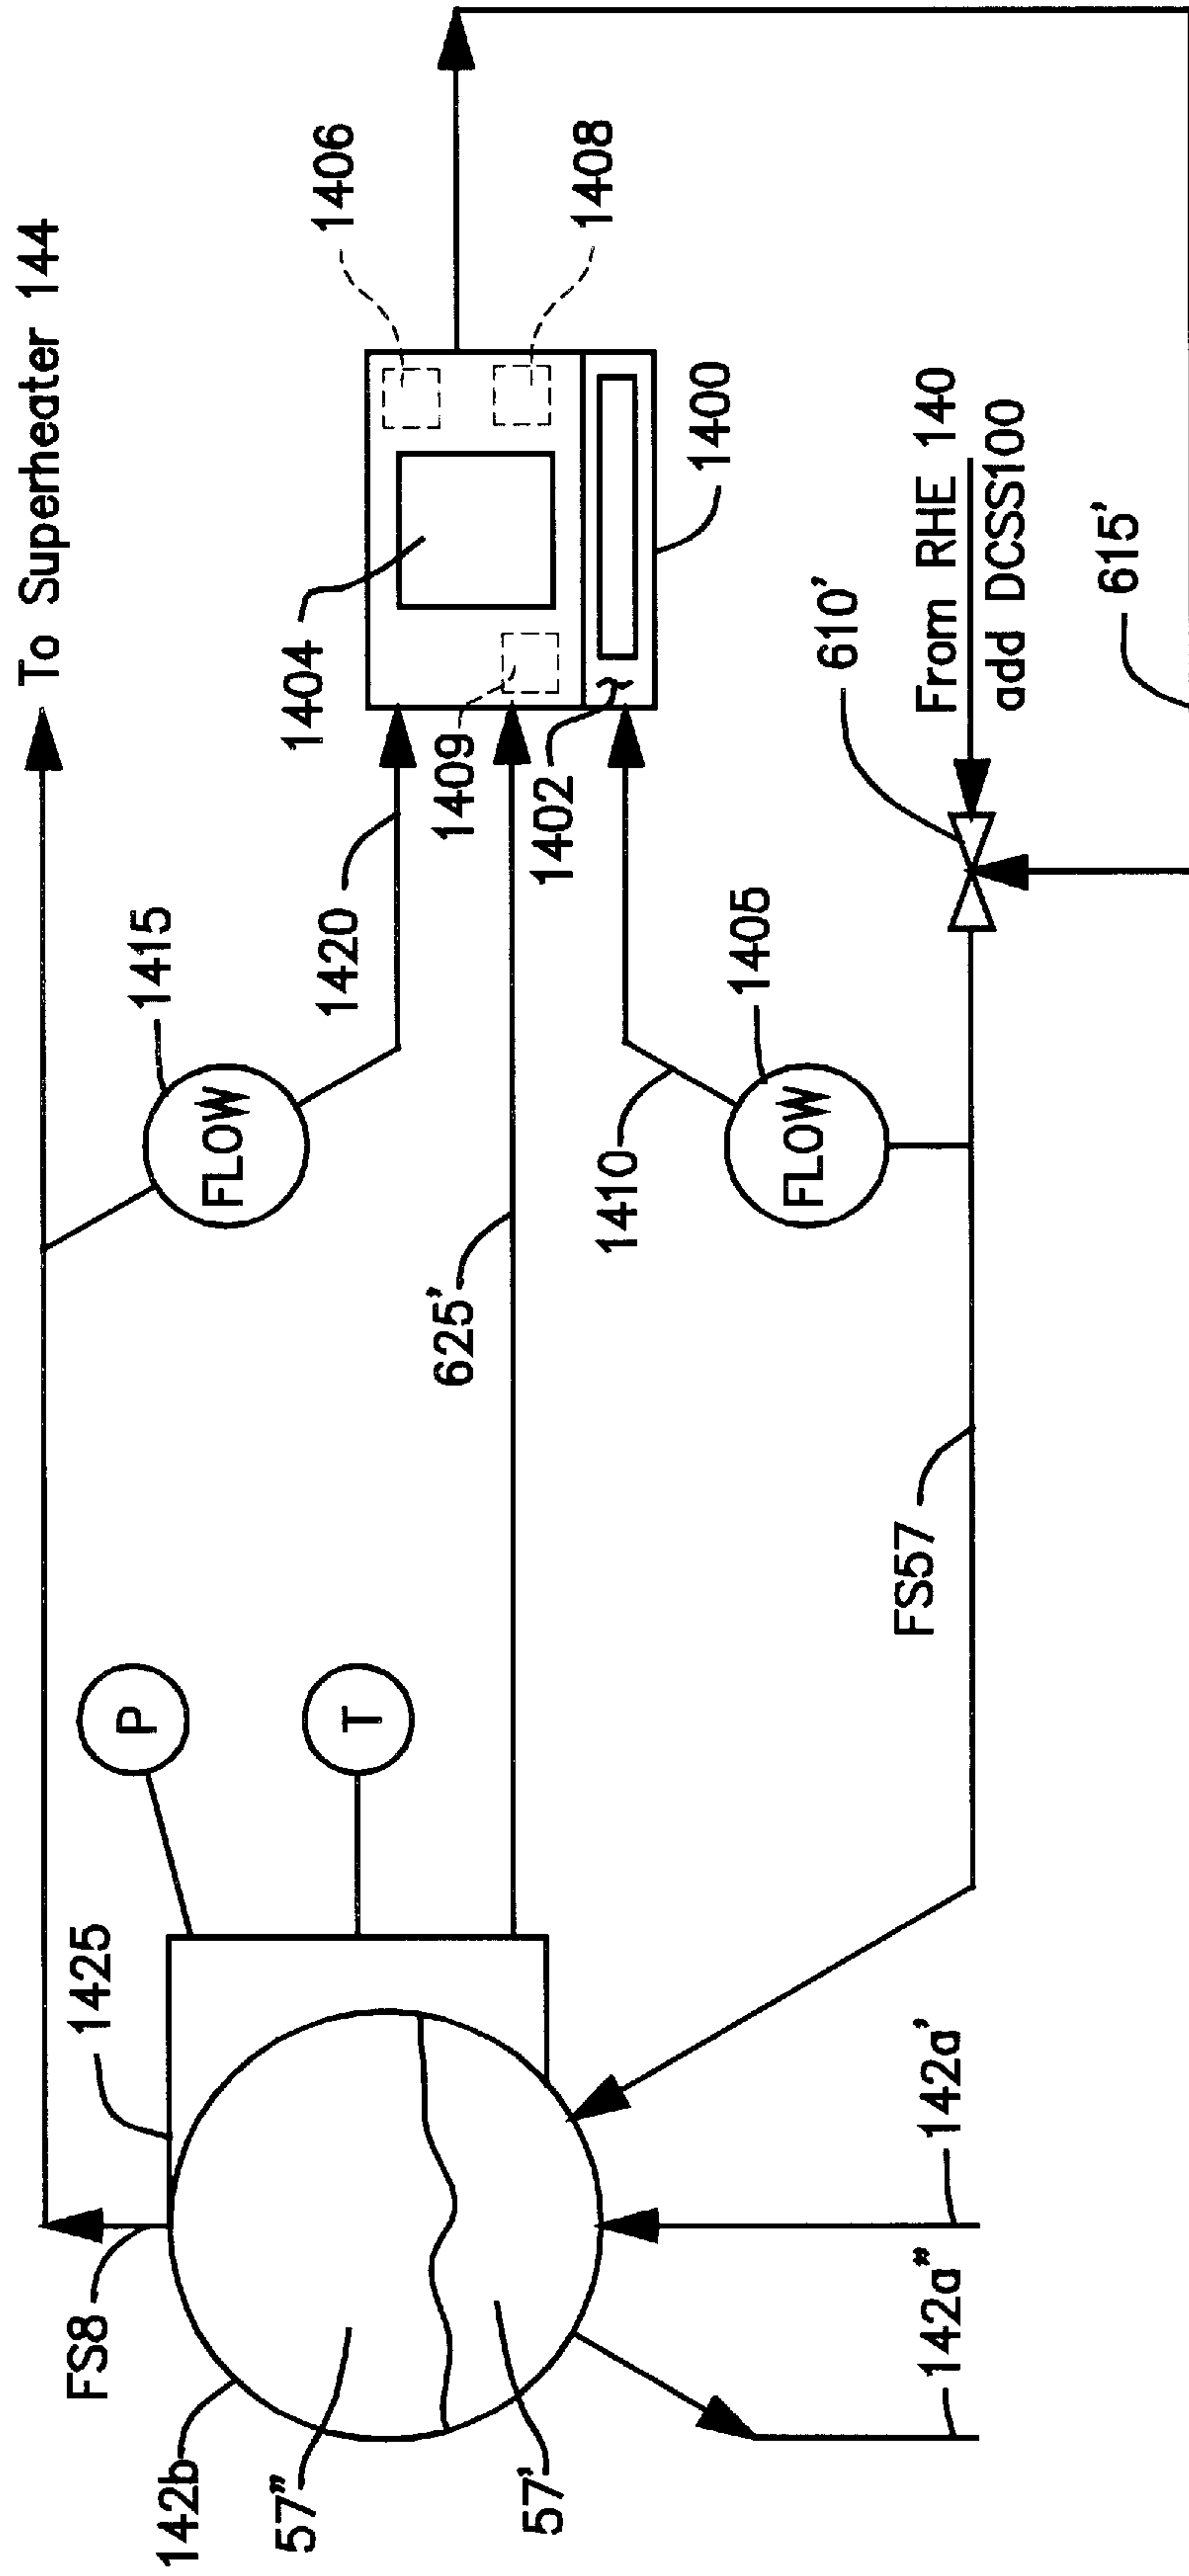 To Superheater 144
FS8
1425
P
1415
FLOW
142b
57"
57'
T
625'
1420
1404
1409
1402
1406
1408
1400
1410
1405
FLOW
FS57
610'
From RHE 140
add DCSS100
615'
142a'
142a"